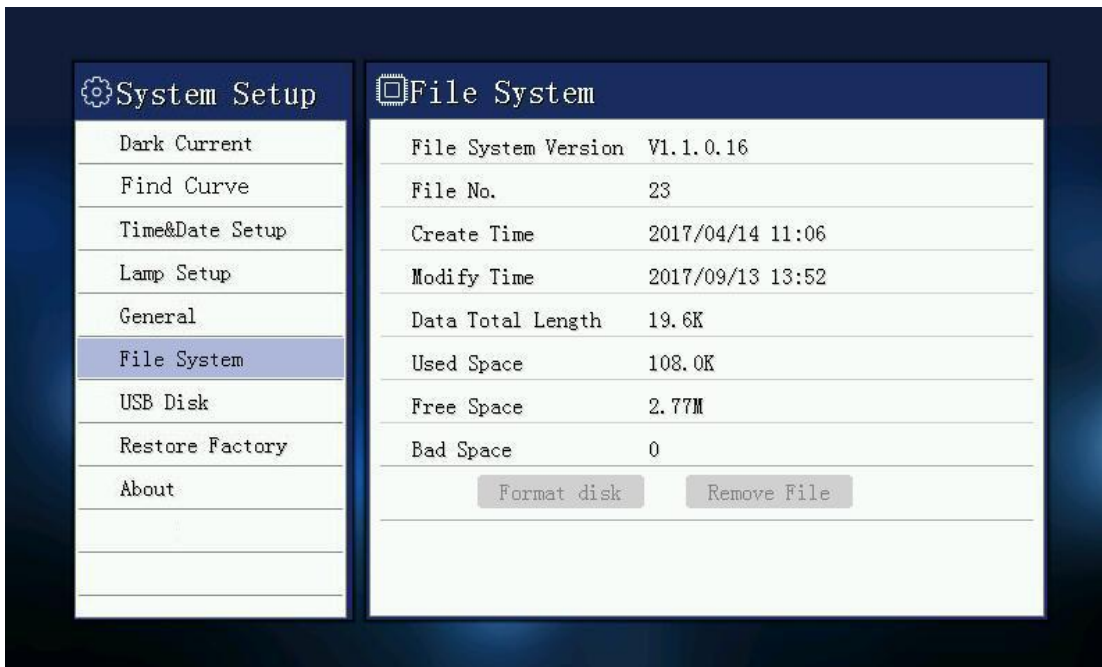 System Setup
Dark Current
Find Curve
Time&Date Setup
Lamp Setup
General
File System
USB Disk
Restore Factory
About
File System
File System Version V1.1.0.16
File No. 23
Create Time 2017/04/14 11:06
Modify Time 2017/09/13 13:52
Data Total Length 19.6K
Used Space 108.0K
Free Space 2.77M
Bad Space 0
Format disk Remove File